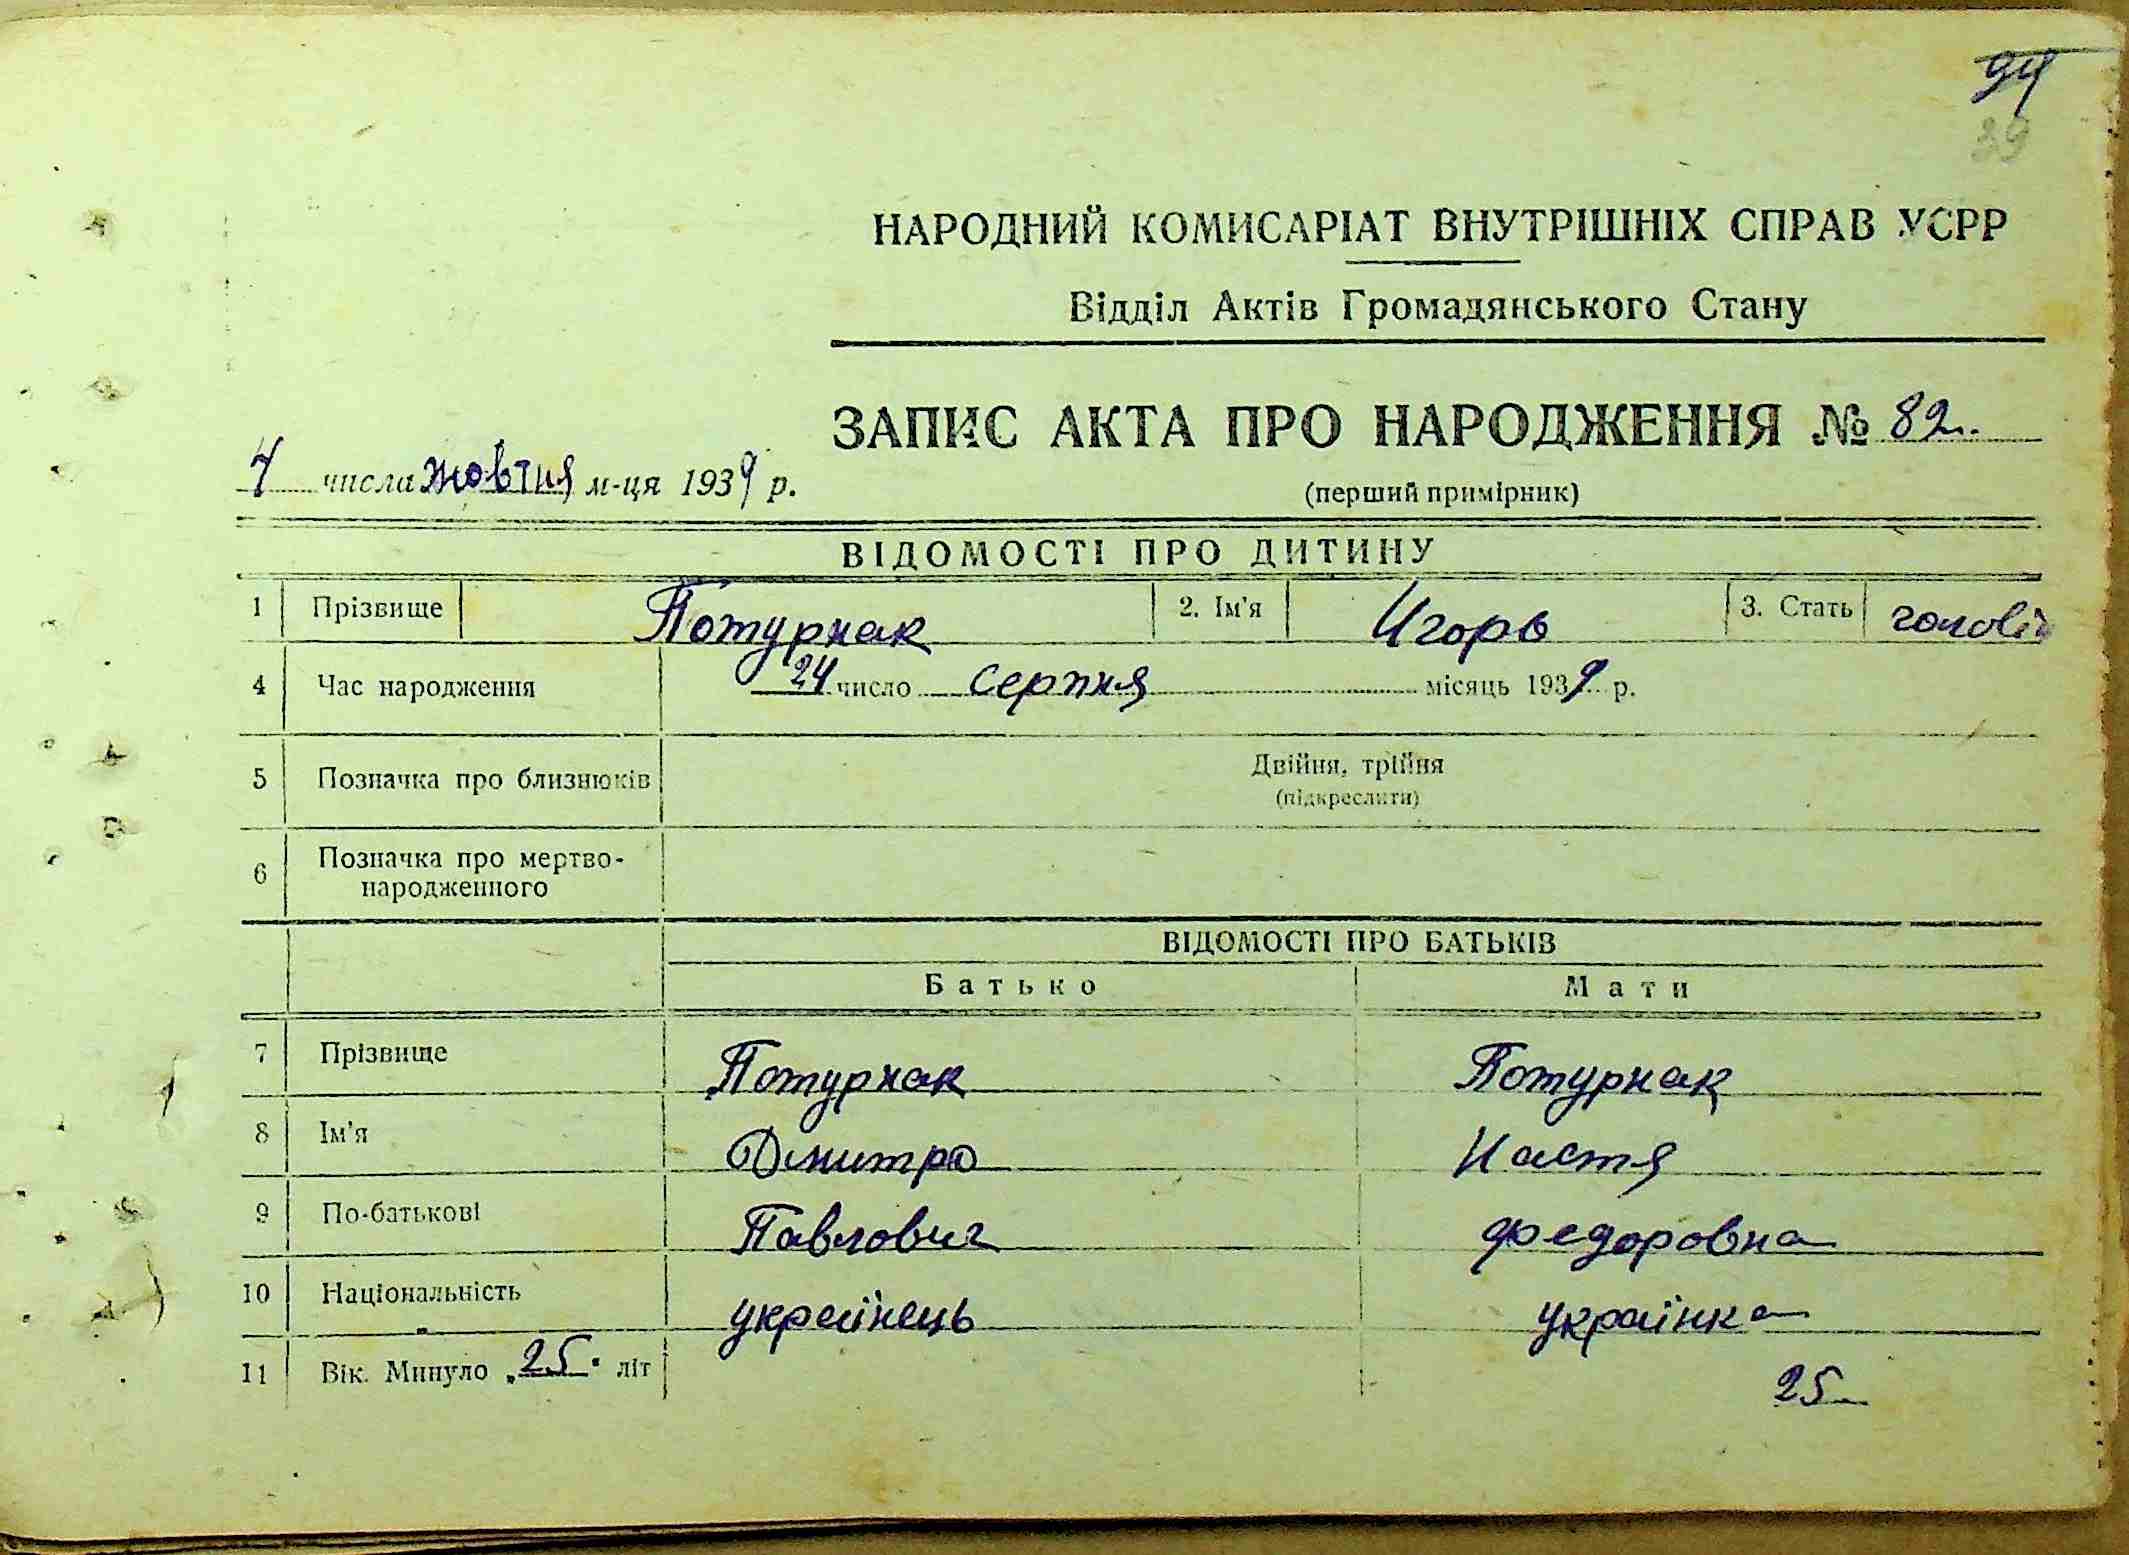 94
39
НАРОДНИЙ КОМИСАРІАТ ВНУТРІШНІХ СПРАВ УСРР
Відділ Актів Громадянського Стану
ЗАПИС АКТА ПРО НАРОДЖЕННЯ № 82.
4 числа жовтня м-ця 1939 р.
(перший примірник)
ВІДОМОСТІ ПРО ДИТИНУ
1 Прізвище Потурнак 2. Ім'я Игорь 3. Стать чоловіч
4 Час народження 24 число серпня місяць 1939 р.
5 Позначка про близнюків Двійня, трійня
(підкреслити)
6 Позначка про мертво-
народженного
ВІДОМОСТІ ПРО БАТЬКІВ
Батько Мати
7 Прізвище Потурнак Потурнак
8 Ім'я Дмитро Настя
9 По-батькові Павлович Федоровна
10 Національність українець українка
11 Вік. Минуло 25 літ 25